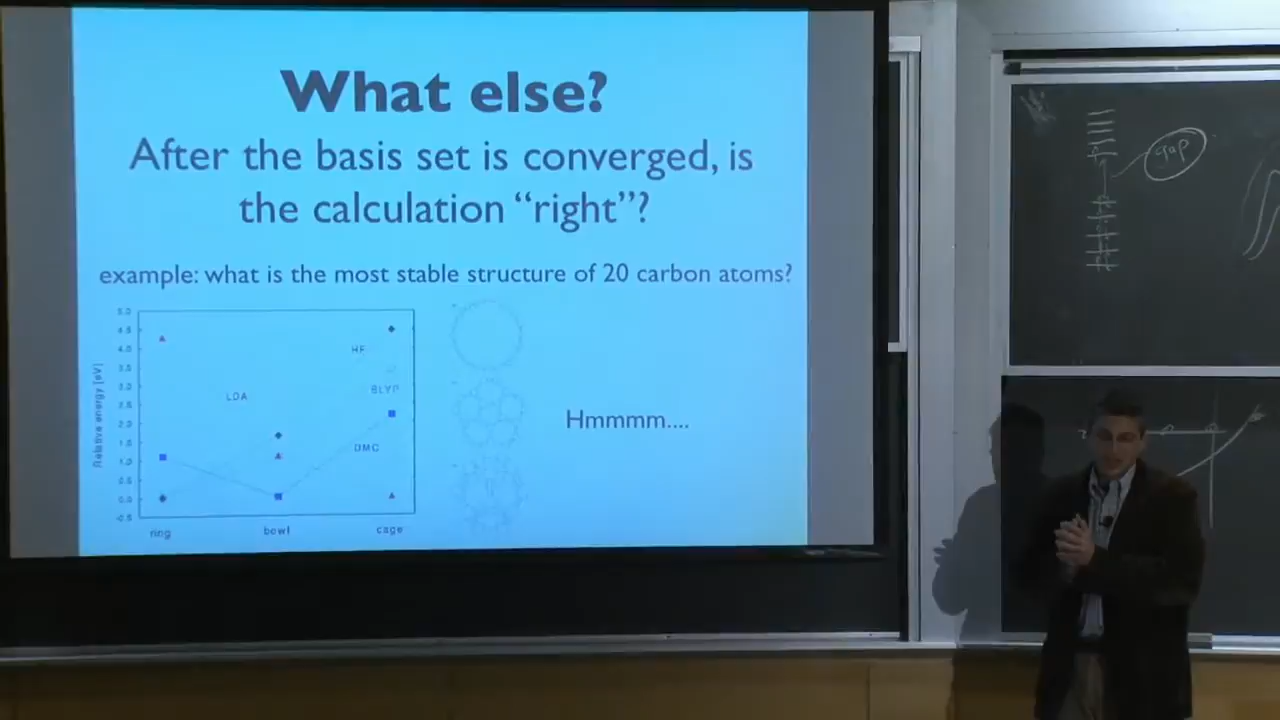 What else?
After the basis set is converged, is
the calculation “right”?
example: what is the most stable structure of 20 carbon atoms?
5.0
4.5
4.0
3.5
3.0
2.5
2.0
1.5
1.0
0.5
0.0
-0.5
Relative energy [eV]
HF
BLYP
LDA
DMC
ring
bowl
cage
Hmmmm....
gap